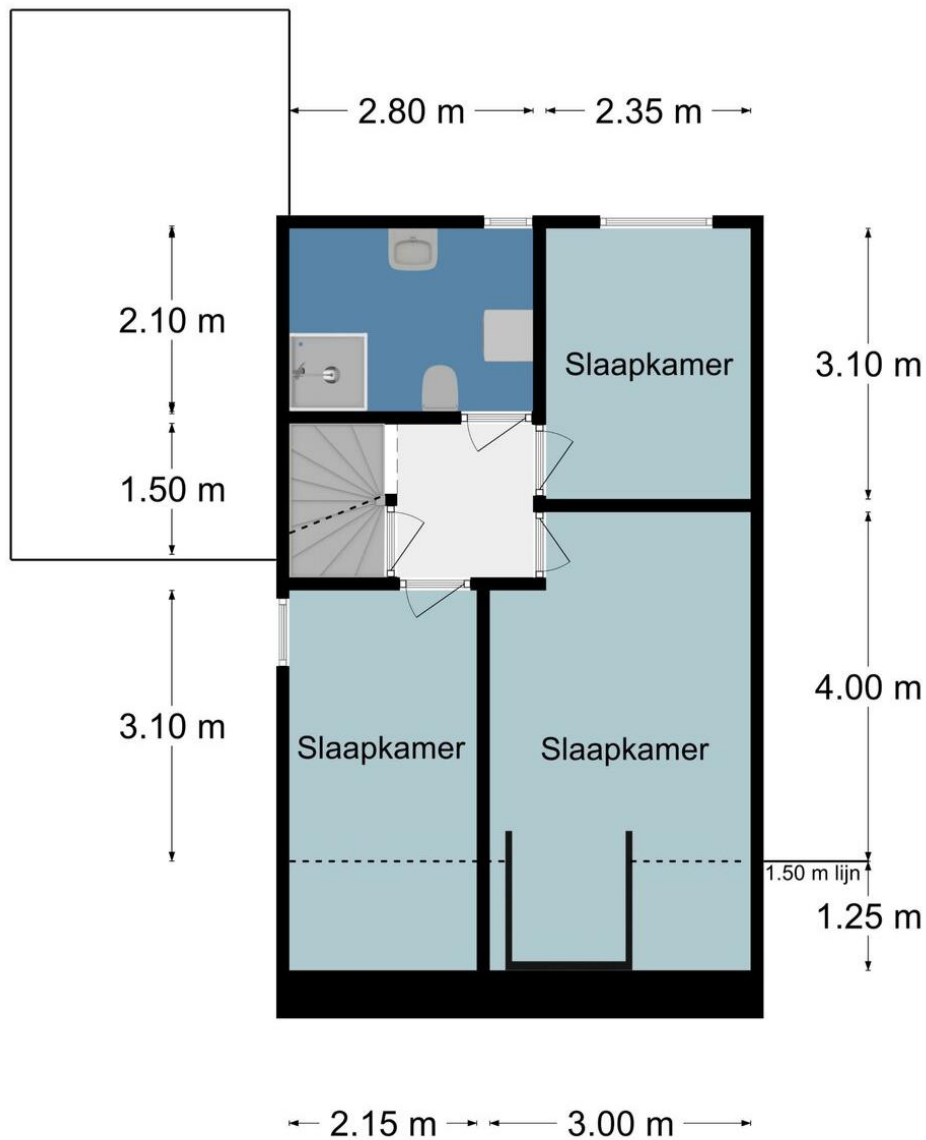 2.80 m
2.35 m
2.10 m
3.10 m
Slaapkamer
1.50 m
4.00 m
3.10 m
Slaapkamer
Slaapkamer
1.50 m lijn
1.25 m
2.15 m
3.00 m